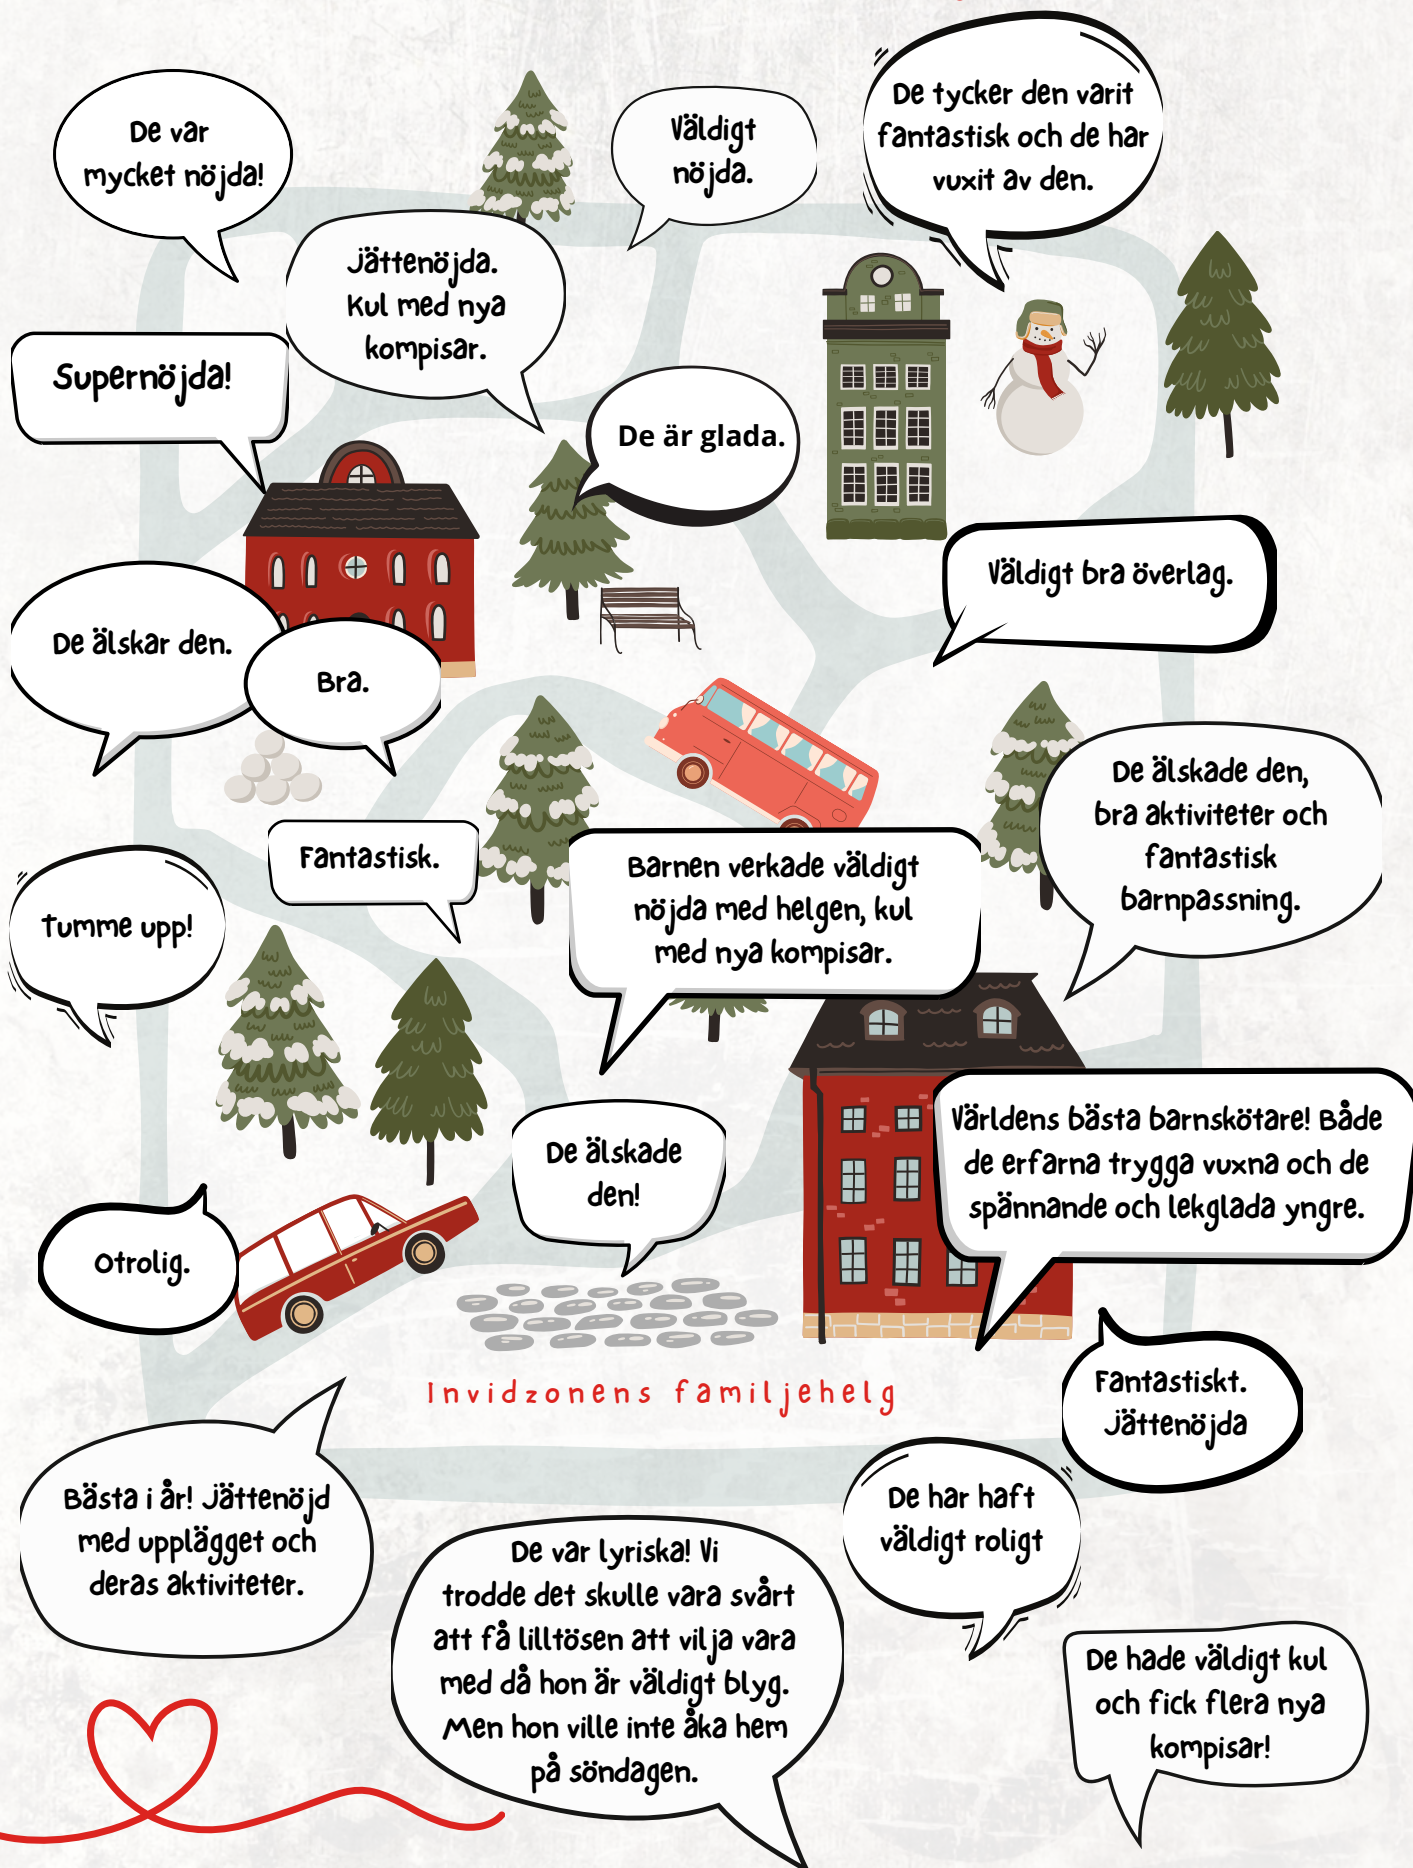 De var
mycket nöjda!
Väldigt
nöjda.
De tycker den varit
fantastisk och de har
vuxit av den.
Jättenöjda.
Kul med nya
kompisar.
Supernöjda!
De är glada.
Väldigt bra överlag.
De älskar den.
Bra.
De älskade den,
bra aktiviteter och
fantastisk
barnpassning.
Fantastisk.
Barnen verkade väldigt
nöjda med helgen, kul
med nya kompisar.
Tumme upp!
Världens bästa barnskötare! Både
de erfarna trygga vuxna och de
spännande och lekglada yngre.
De älskade
den!
Otrolig.
Invidzonens familjehelg
Fantastiskt.
Jättenöjda
Bästa i år! Jättenöjd
med upplägget och
deras aktiviteter.
De har haft
väldigt roligt
De var lyriska! Vi
trodde det skulle vara svårt
att få lilltösen att vilja vara
med då hon är väldigt blyg.
Men hon ville inte åka hem
på söndagen.
De hade väldigt kul
och fick flera nya
kompisar!